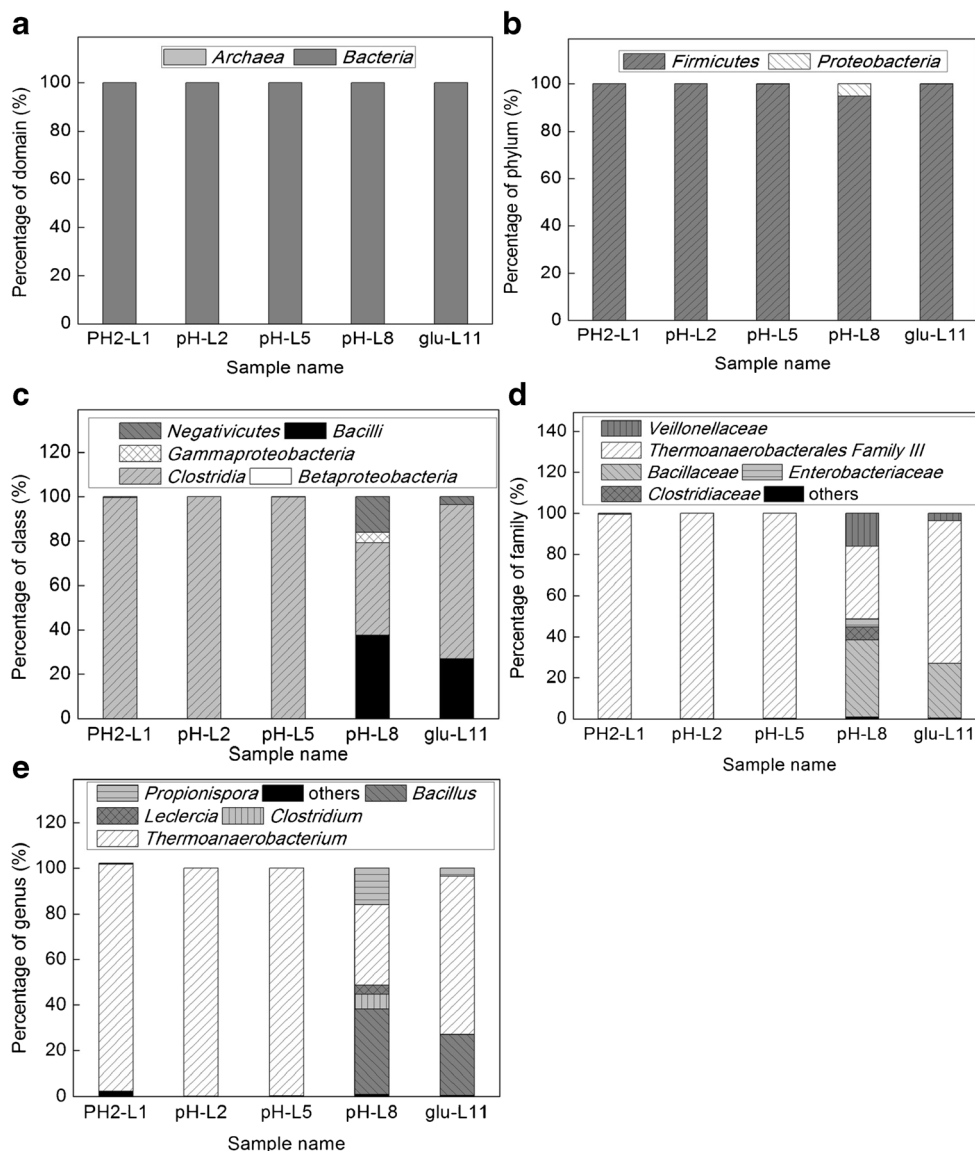 a
Archaea Bacteria
Percentage of domain (%)
100
80
60
40
20
0
PH2-L1 pH-L2 pH-L5 pH-L8 glu-L11
Sample name
b
Firmicutes Proteobacteria
Percentage of phylum (%)
100
80
60
40
20
0
PH2-L1 pH-L2 pH-L5 pH-L8 glu-L11
Sample name
c
Negativicutes Bacilli
Gammaproteobacteria
Clostridia Betaproteobacteria
Percentage of class (%)
120
100
80
60
40
20
0
PH2-L1 pH-L2 pH-L5 pH-L8 glu-L11
Sample name
d
Veillonellaceae
Thermoanaerobacterales Family III
Bacillaceae Enterobacteriaceae
Clostridiaceae others
Percentage of family (%)
140
120
100
80
60
40
20
0
PH2-L1 pH-L2 pH-L5 pH-L8 glu-L11
Sample name
e
Propionispora others Bacillus
Leclercia Clostridium
Thermoanaerobacterium
Percentage of genus (%)
120
100
80
60
40
20
0
PH2-L1 pH-L2 pH-L5 pH-L8 glu-L11
Sample name